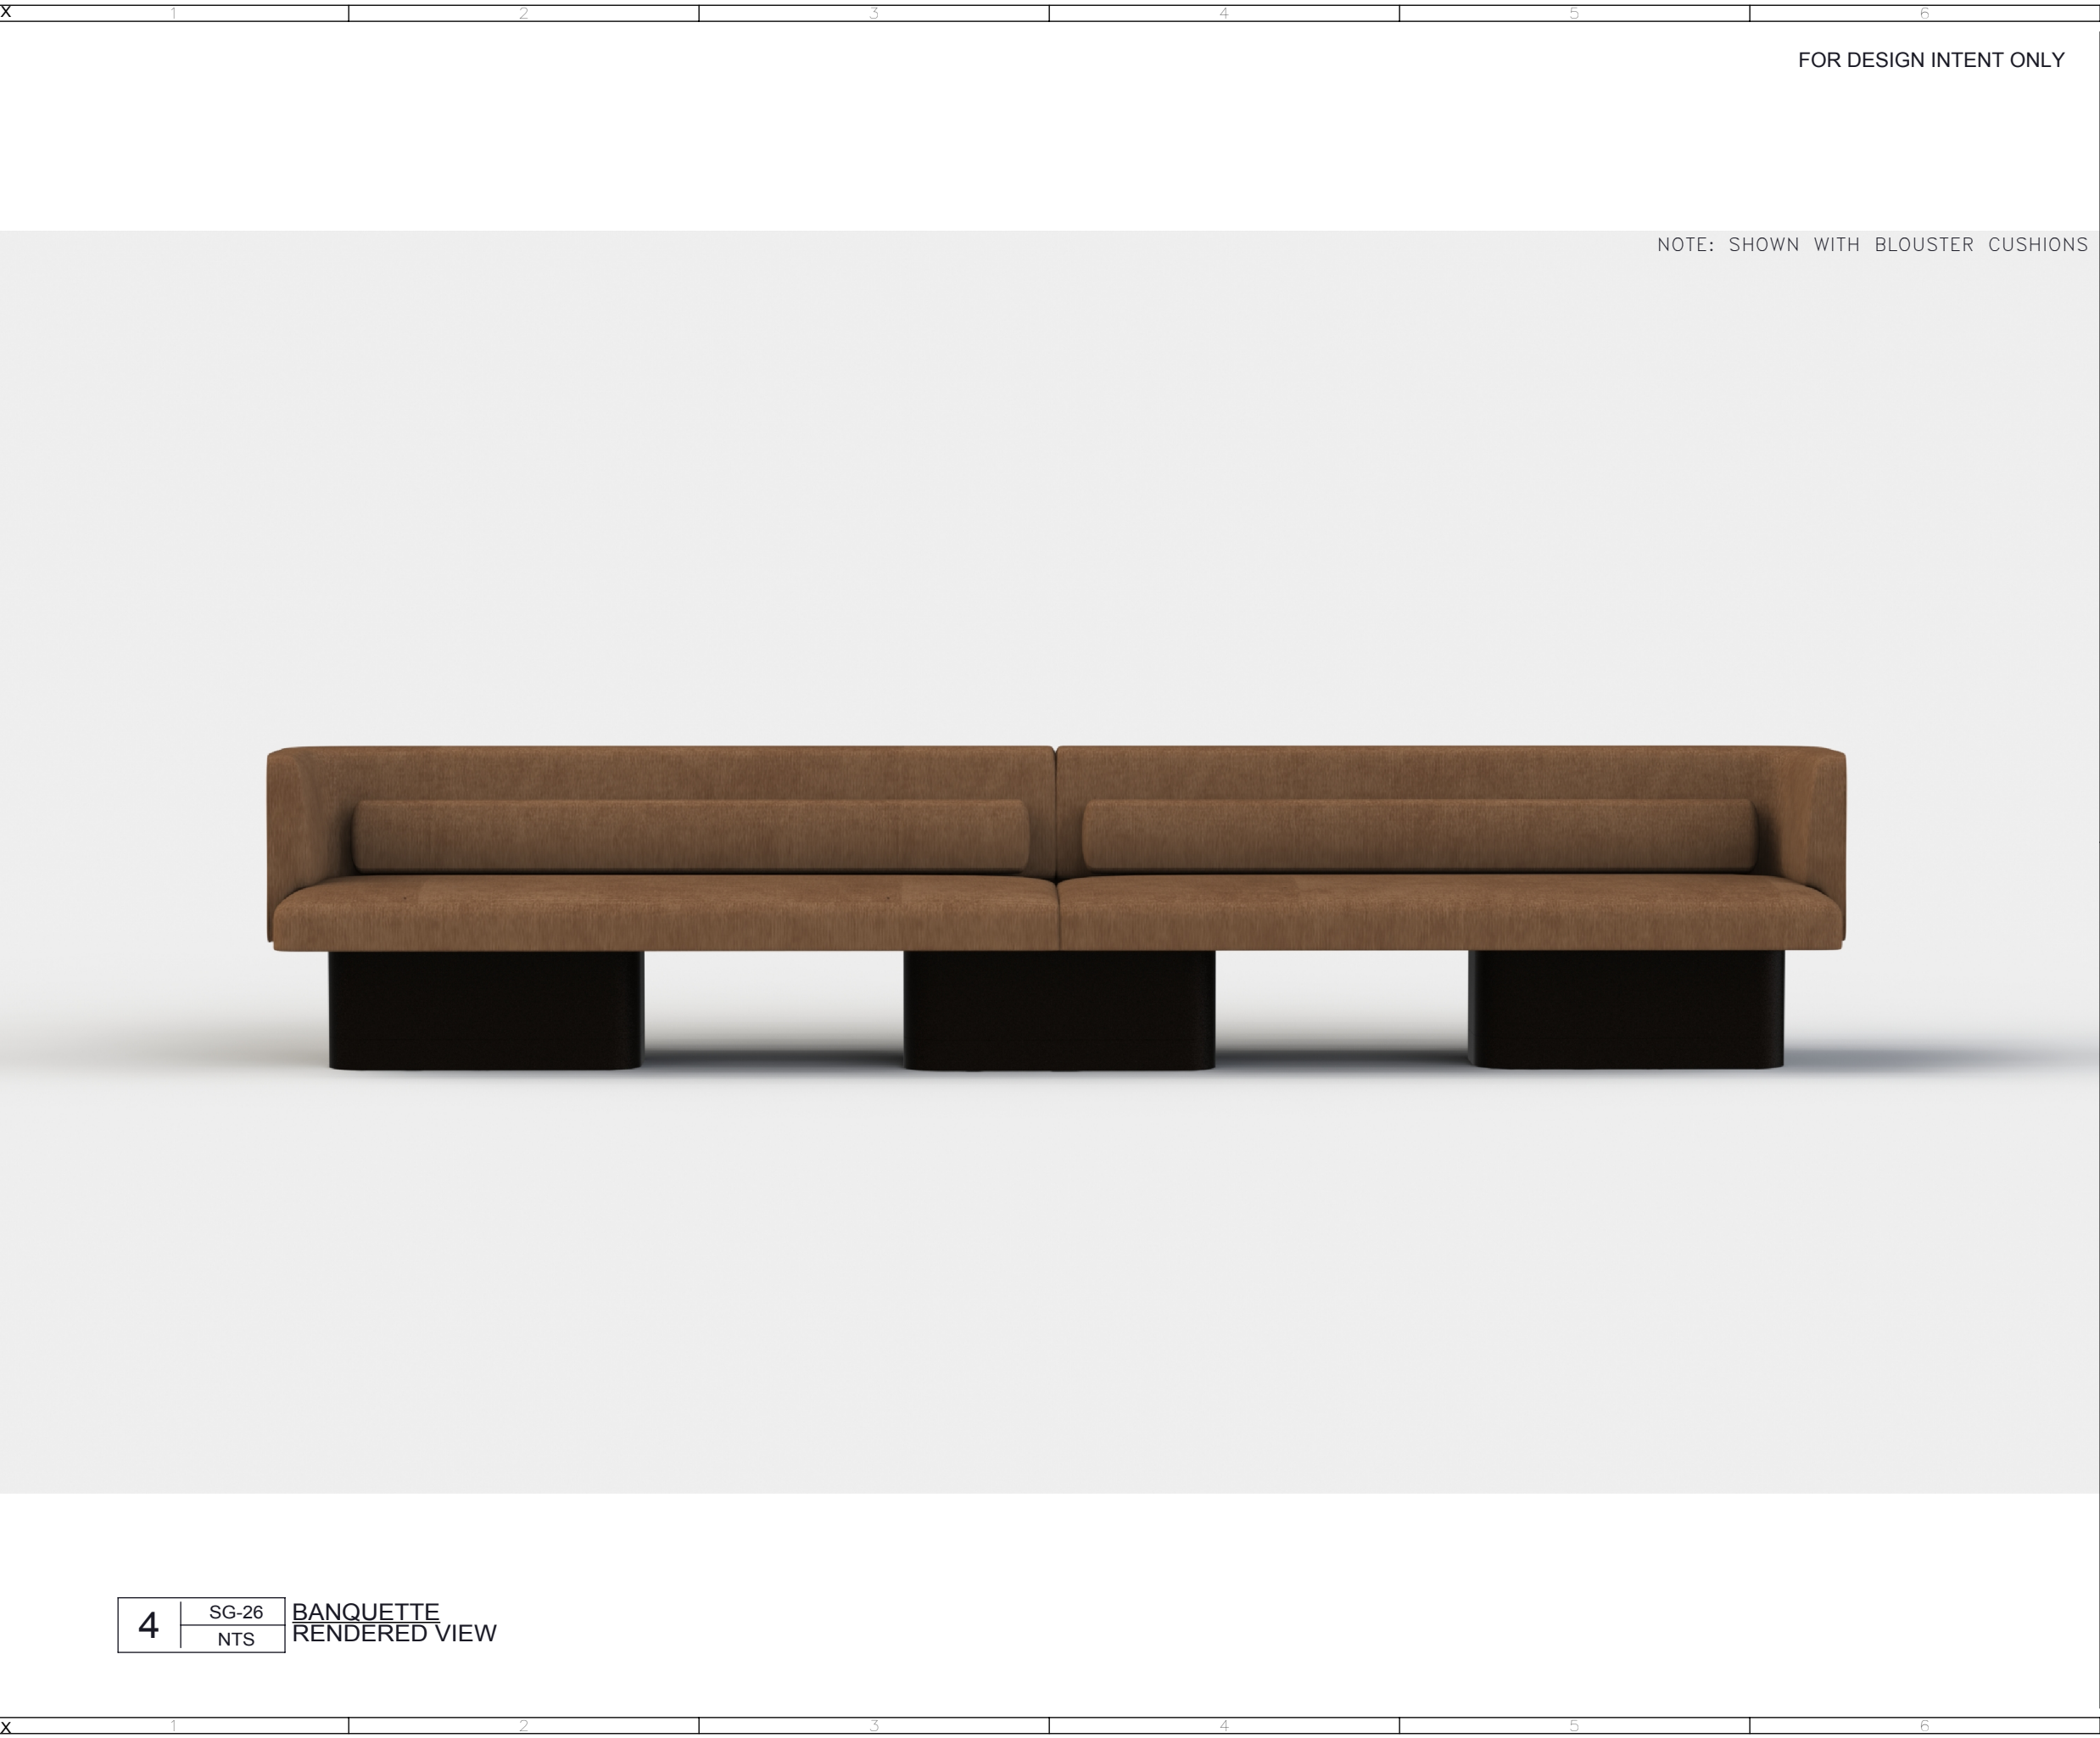 X 1 2 3 4 5 6
FOR DESIGN INTENT ONLY
NOTE: SHOWN WITH BLOUSTER CUSHIONS
4
SG-26
NTS
BANQUETTE
RENDERED VIEW
X 1 2 3 4 5 6